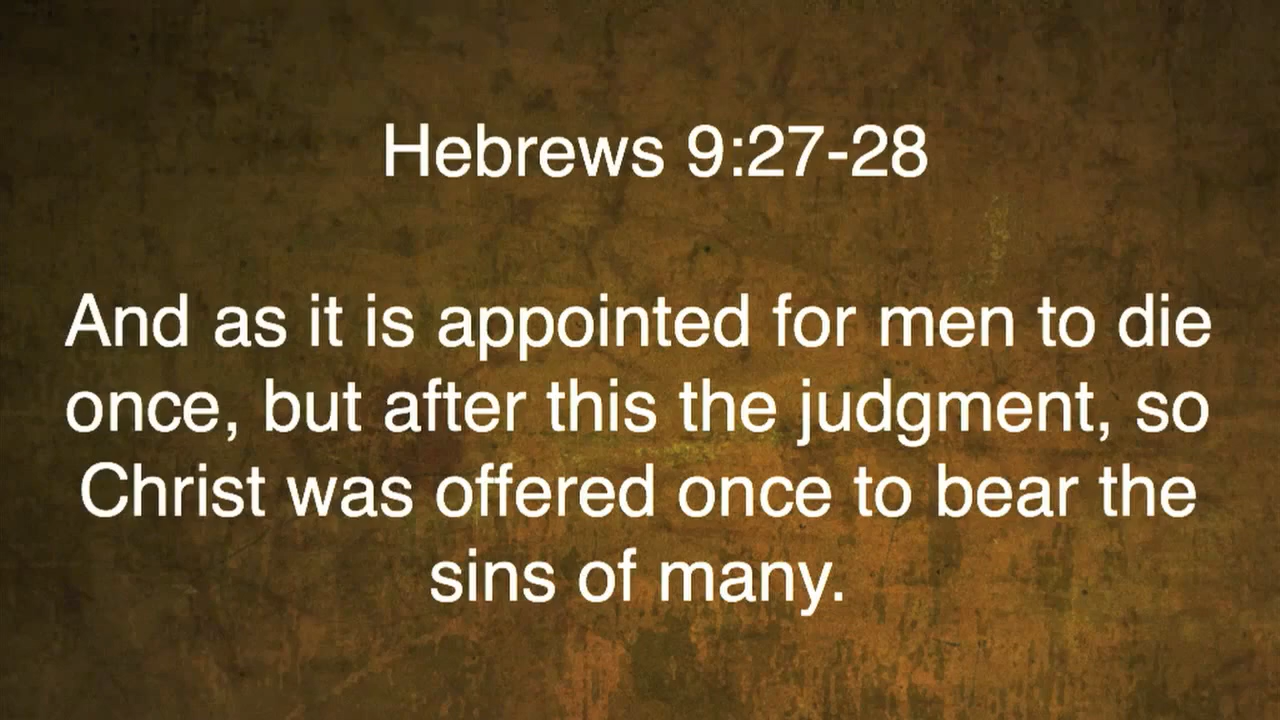 Hebrews 9:27-28
And as it is appointed for men to die
once, but after this the judgment, so
Christ was offered once to bear the
sins of many.